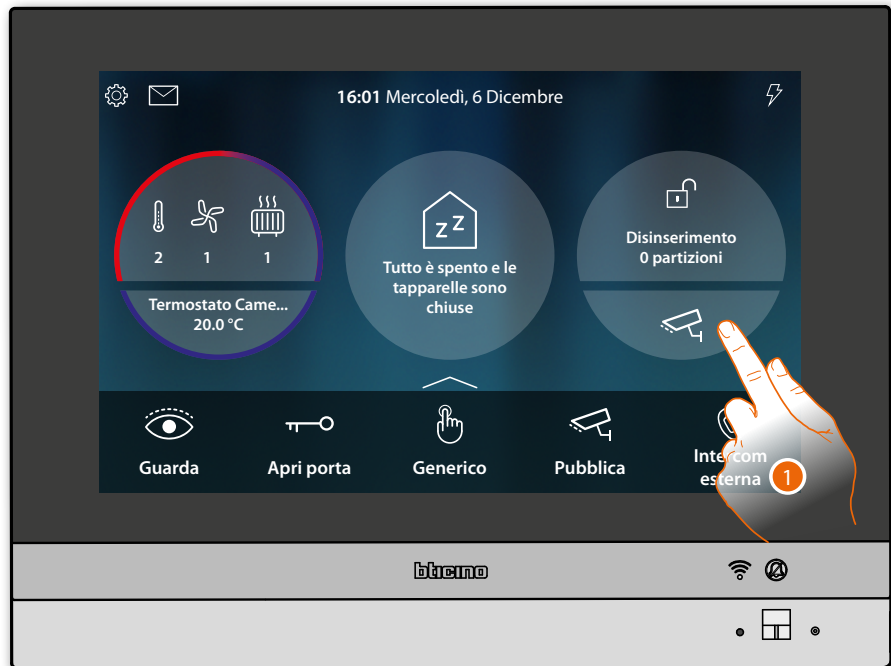 16:01 Mercoledì, 6 Dicembre
2 1 1
Termostato Came...
20.0 °C
zz
Tutto è spento e le
tapparelle sono
chiuse
Disinserimento
0 partizioni
Guarda
Apri porta
Generico
Pubblica
Intercom
esterna
1
bticino